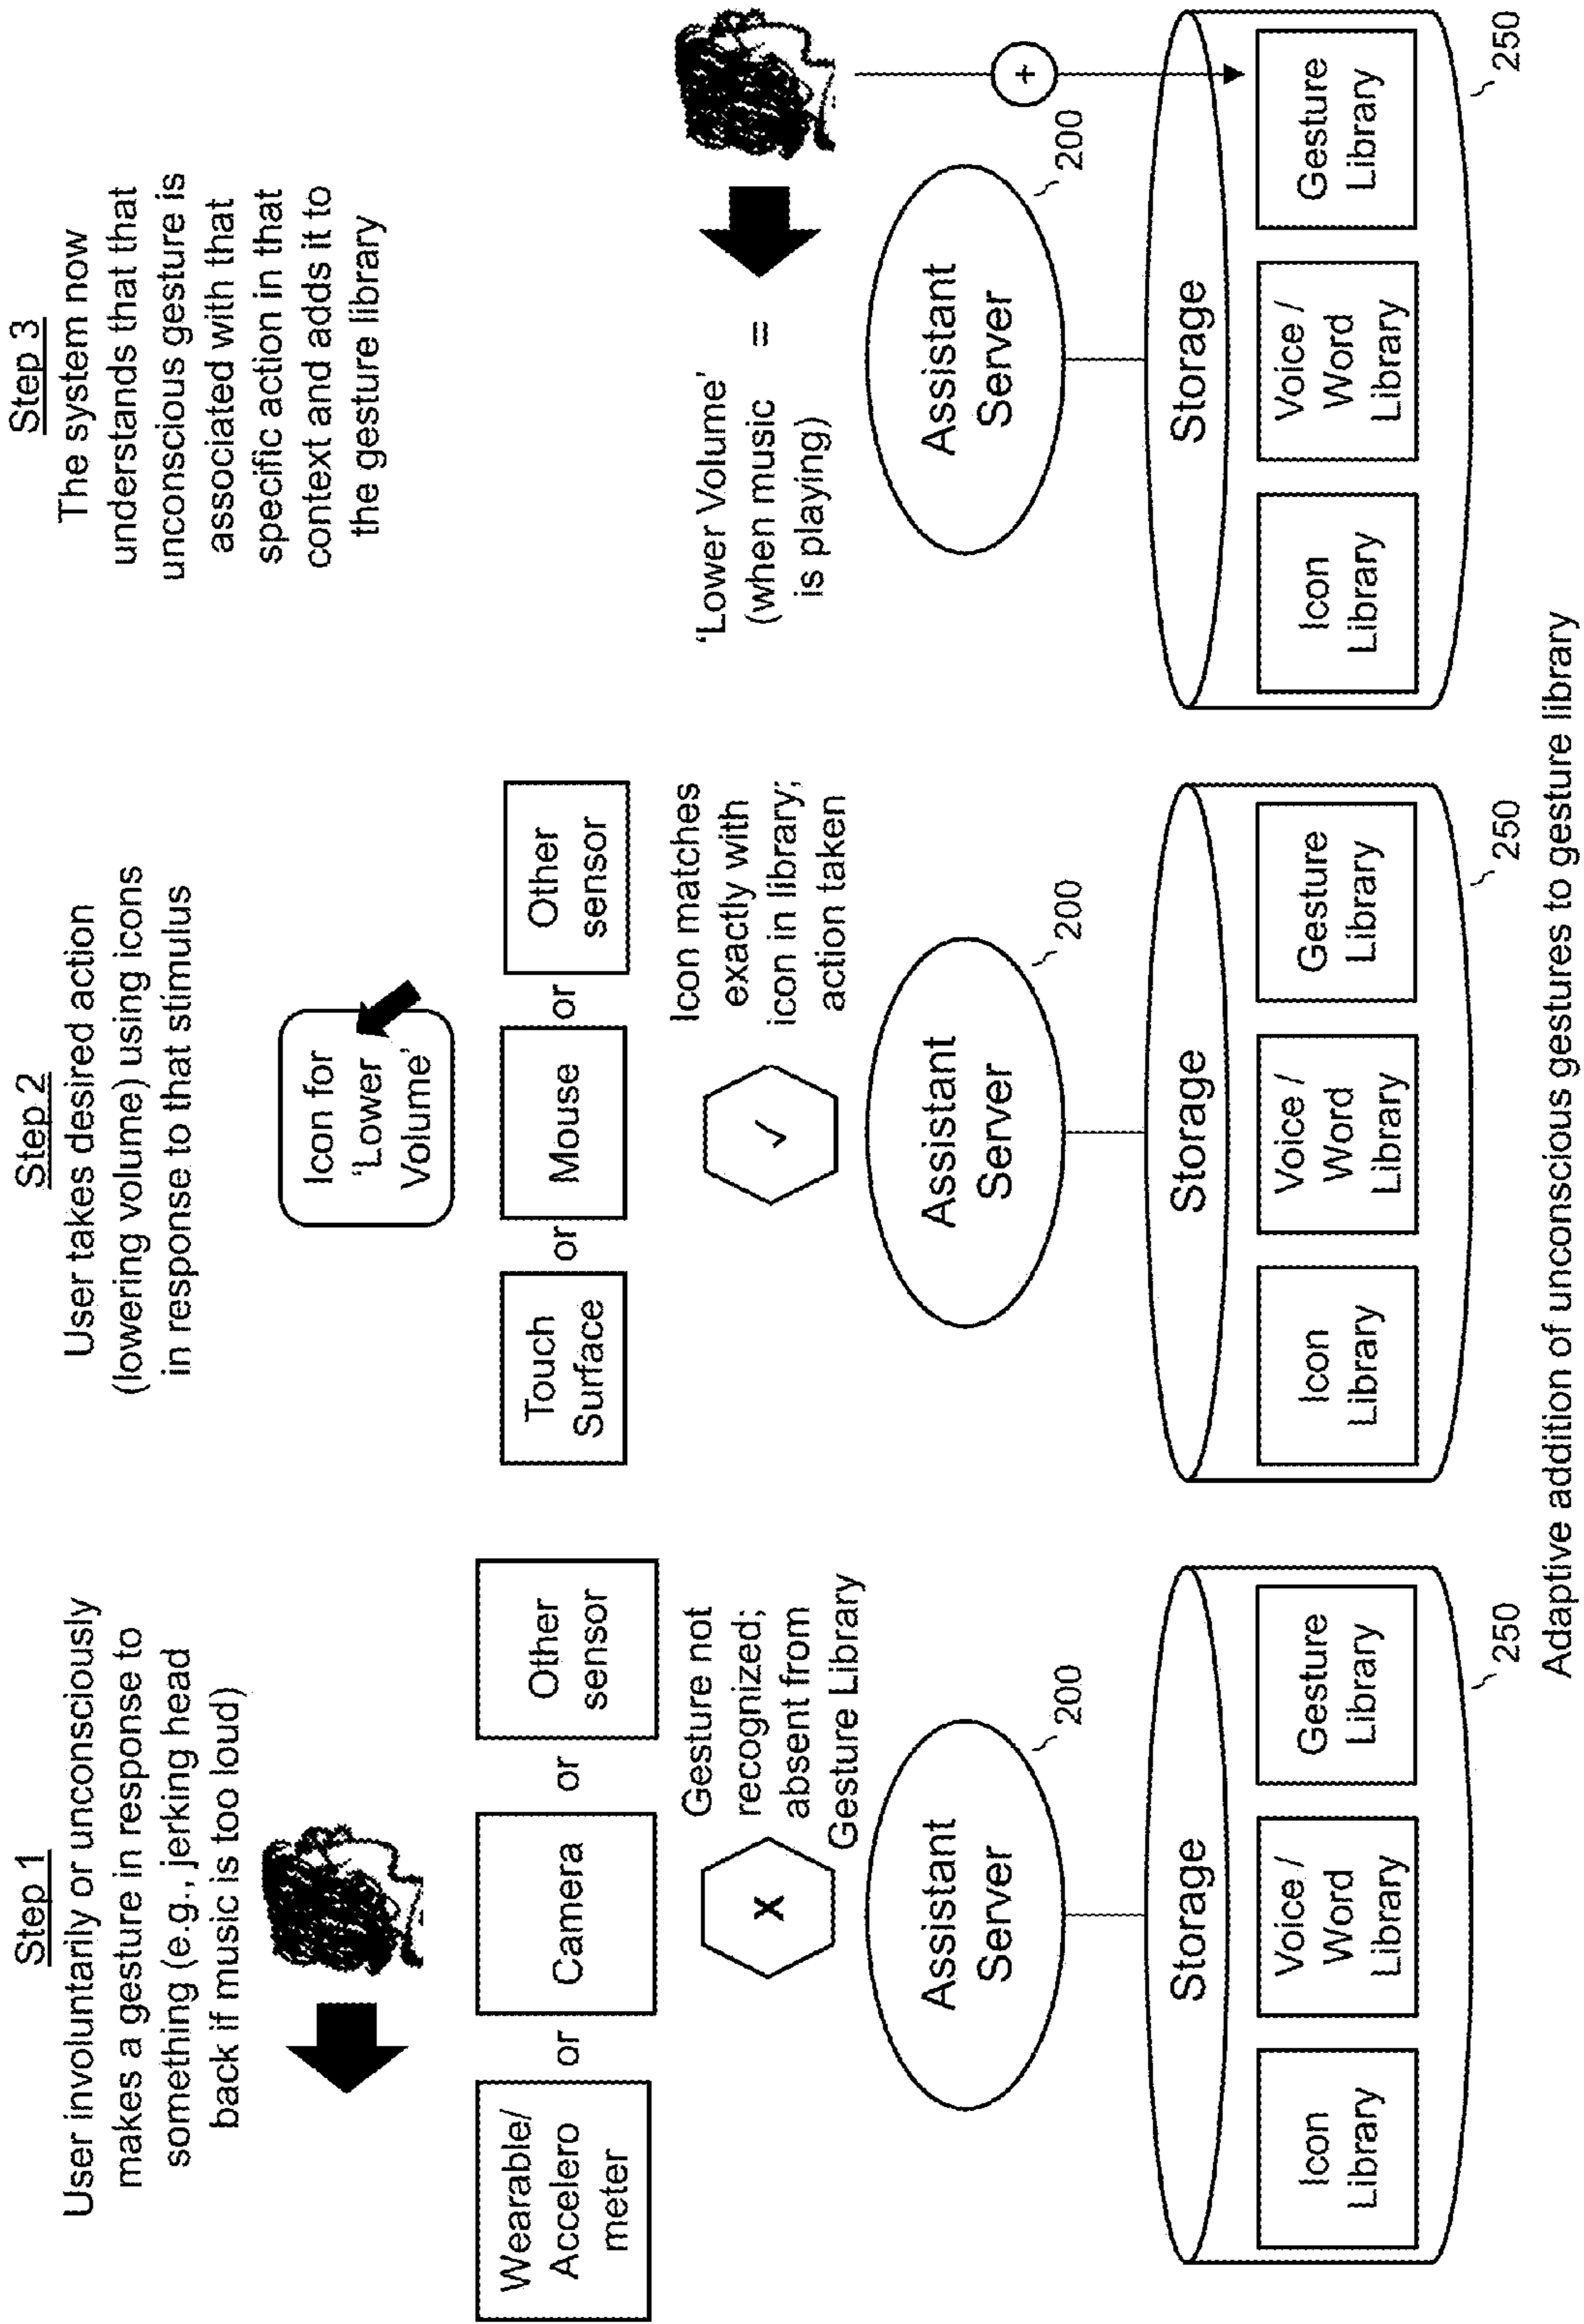 Step 1
User involuntarily or unconsciously
makes a gesture in response to
something (e.g., jerking head
back if music is too loud)
Wearable/
Accelero
meter
or
Camera
or
Other
sensor
X
Gesture not
recognized;
absent from
Gesture Library
Assistant
Server
200
Storage
Icon
Library
Voice /
Word
Library
Gesture
Library
250
Step 2
User takes desired action
(lowering volume) using icons
in response to that stimulus
Icon for
‘Lower
Volume’
Touch
Surface
or
Mouse
or
Other
sensor
✓
Icon matches
exactly with
icon in library;
action taken
Assistant
Server
200
Storage
Icon
Library
Voice /
Word
Library
Gesture
Library
250
Step 3
The system now
understands that that
unconscious gesture is
associated with that
specific action in that
context and adds it to
the gesture library
‘Lower Volume’
(when music =
is playing)
+
Assistant
Server
200
Storage
Icon
Library
Voice /
Word
Library
Gesture
Library
250
Adaptive addition of unconscious gestures to gesture library